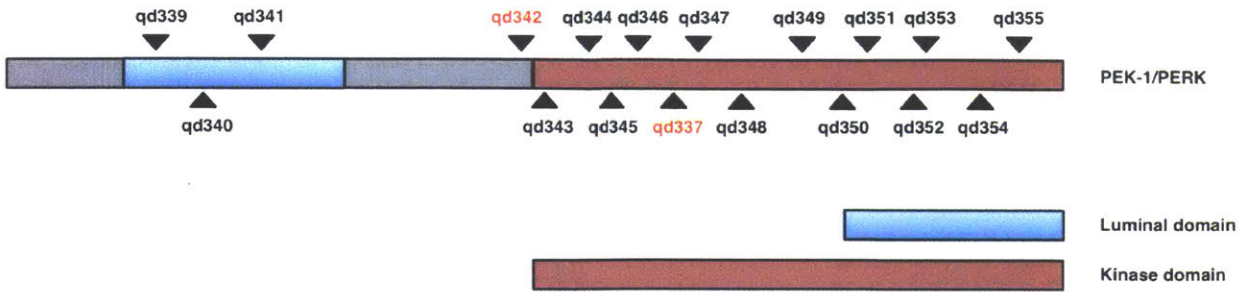 qd339 qd341 qd342 qd344 qd346 qd347 qd349 qd351 qd353 qd355
PEK-1/PERK
qd340 qd343 qd345 qd337 qd348 qd350 qd352 qd354
Luminal domain
Kinase domain